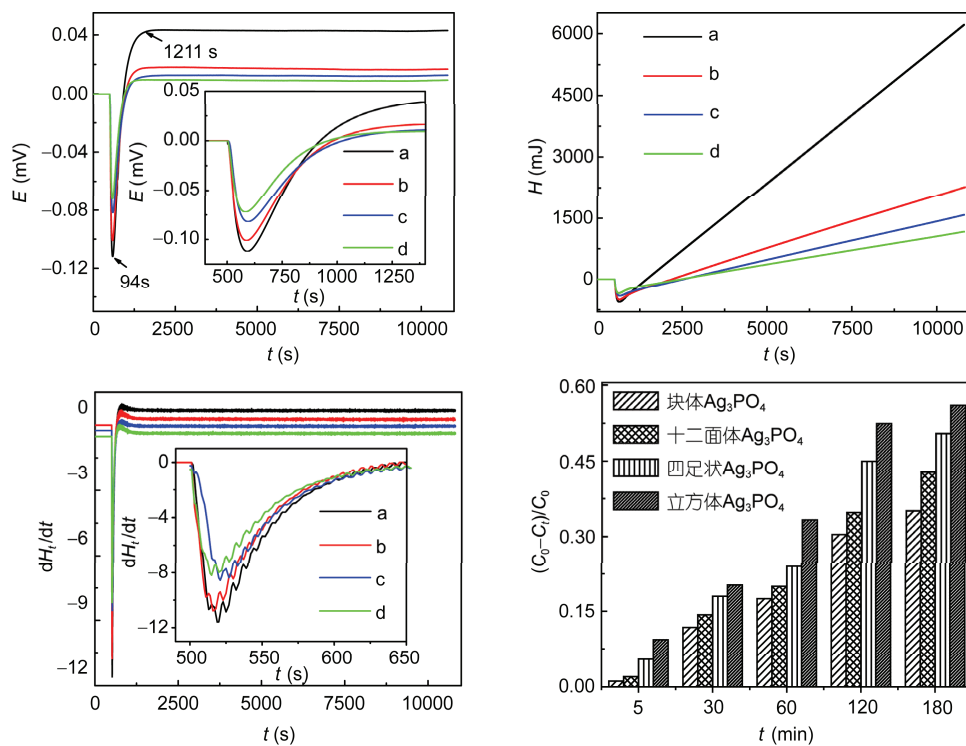 0.04
0.00
−0.04
−0.08
−0.12
E (mV)
1211 s
94s
0.05
0.00
−0.05
−0.10
E (mV)
a
b
c
d
500 750 1000 1250
t (s)
0 2500 5000 7500 10000
t (s)
6000
4500
3000
1500
0
H (mJ)
a
b
c
d
0 2500 5000 7500 10000
t (s)
0
−3
−6
−9
−12
dHₜ/dt
0
−4
−8
−12
dHₜ/dt
a
b
c
d
500 550 600 650
t (s)
0 2500 5000 7500 10000
t (s)
0.60
0.45
0.30
0.15
0.00
(C₀−Cₜ)/C₀
块体Ag₃PO₄
十二面体Ag₃PO₄
四足状Ag₃PO₄
立方体Ag₃PO₄
5 30 60 120 180
t (min)